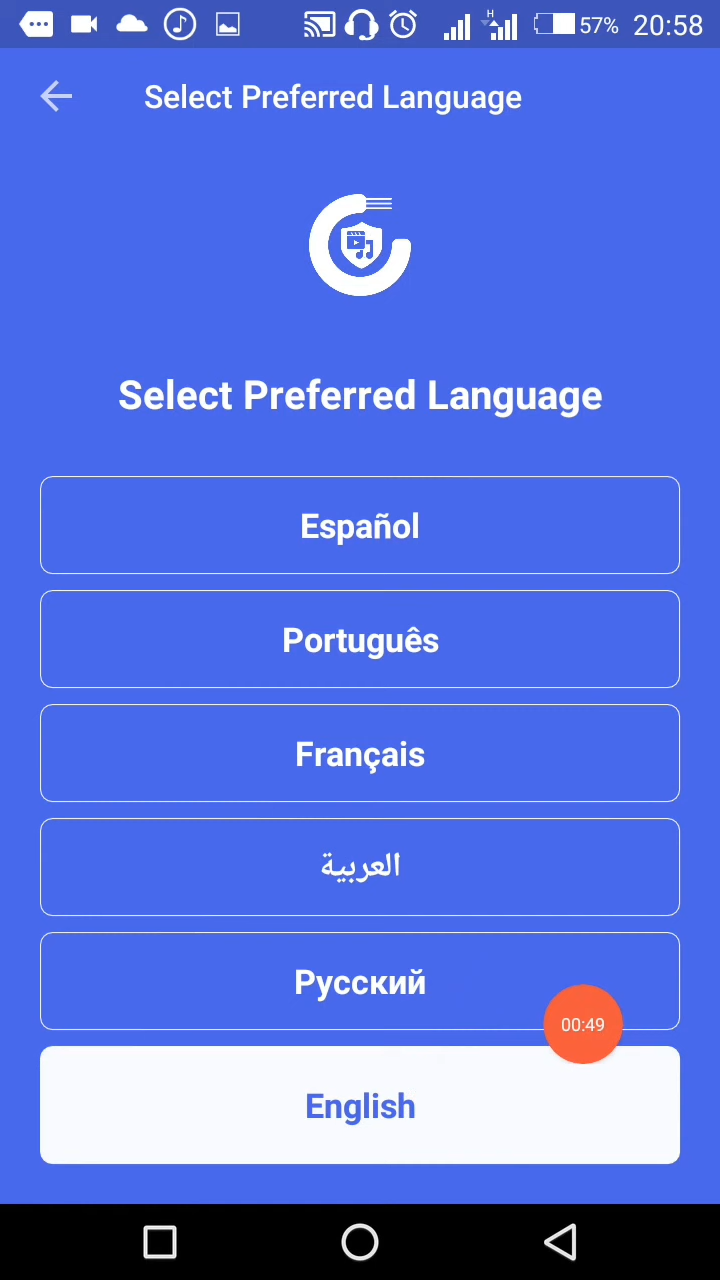 H
57%
20:58
Select Preferred Language
Select Preferred Language
Español
Português
Français
العربية
Русский
00:49
English